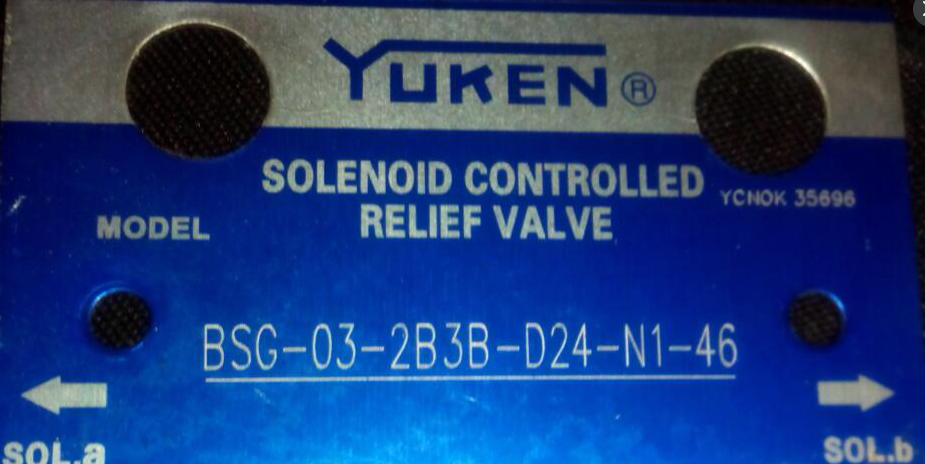 YUKEN®
SOLENOID CONTROLLED
RELIEF VALVE
YCNOK 35696
MODEL
BSG-03-2B3B-D24-N1-46
SOL.a
SOL.b